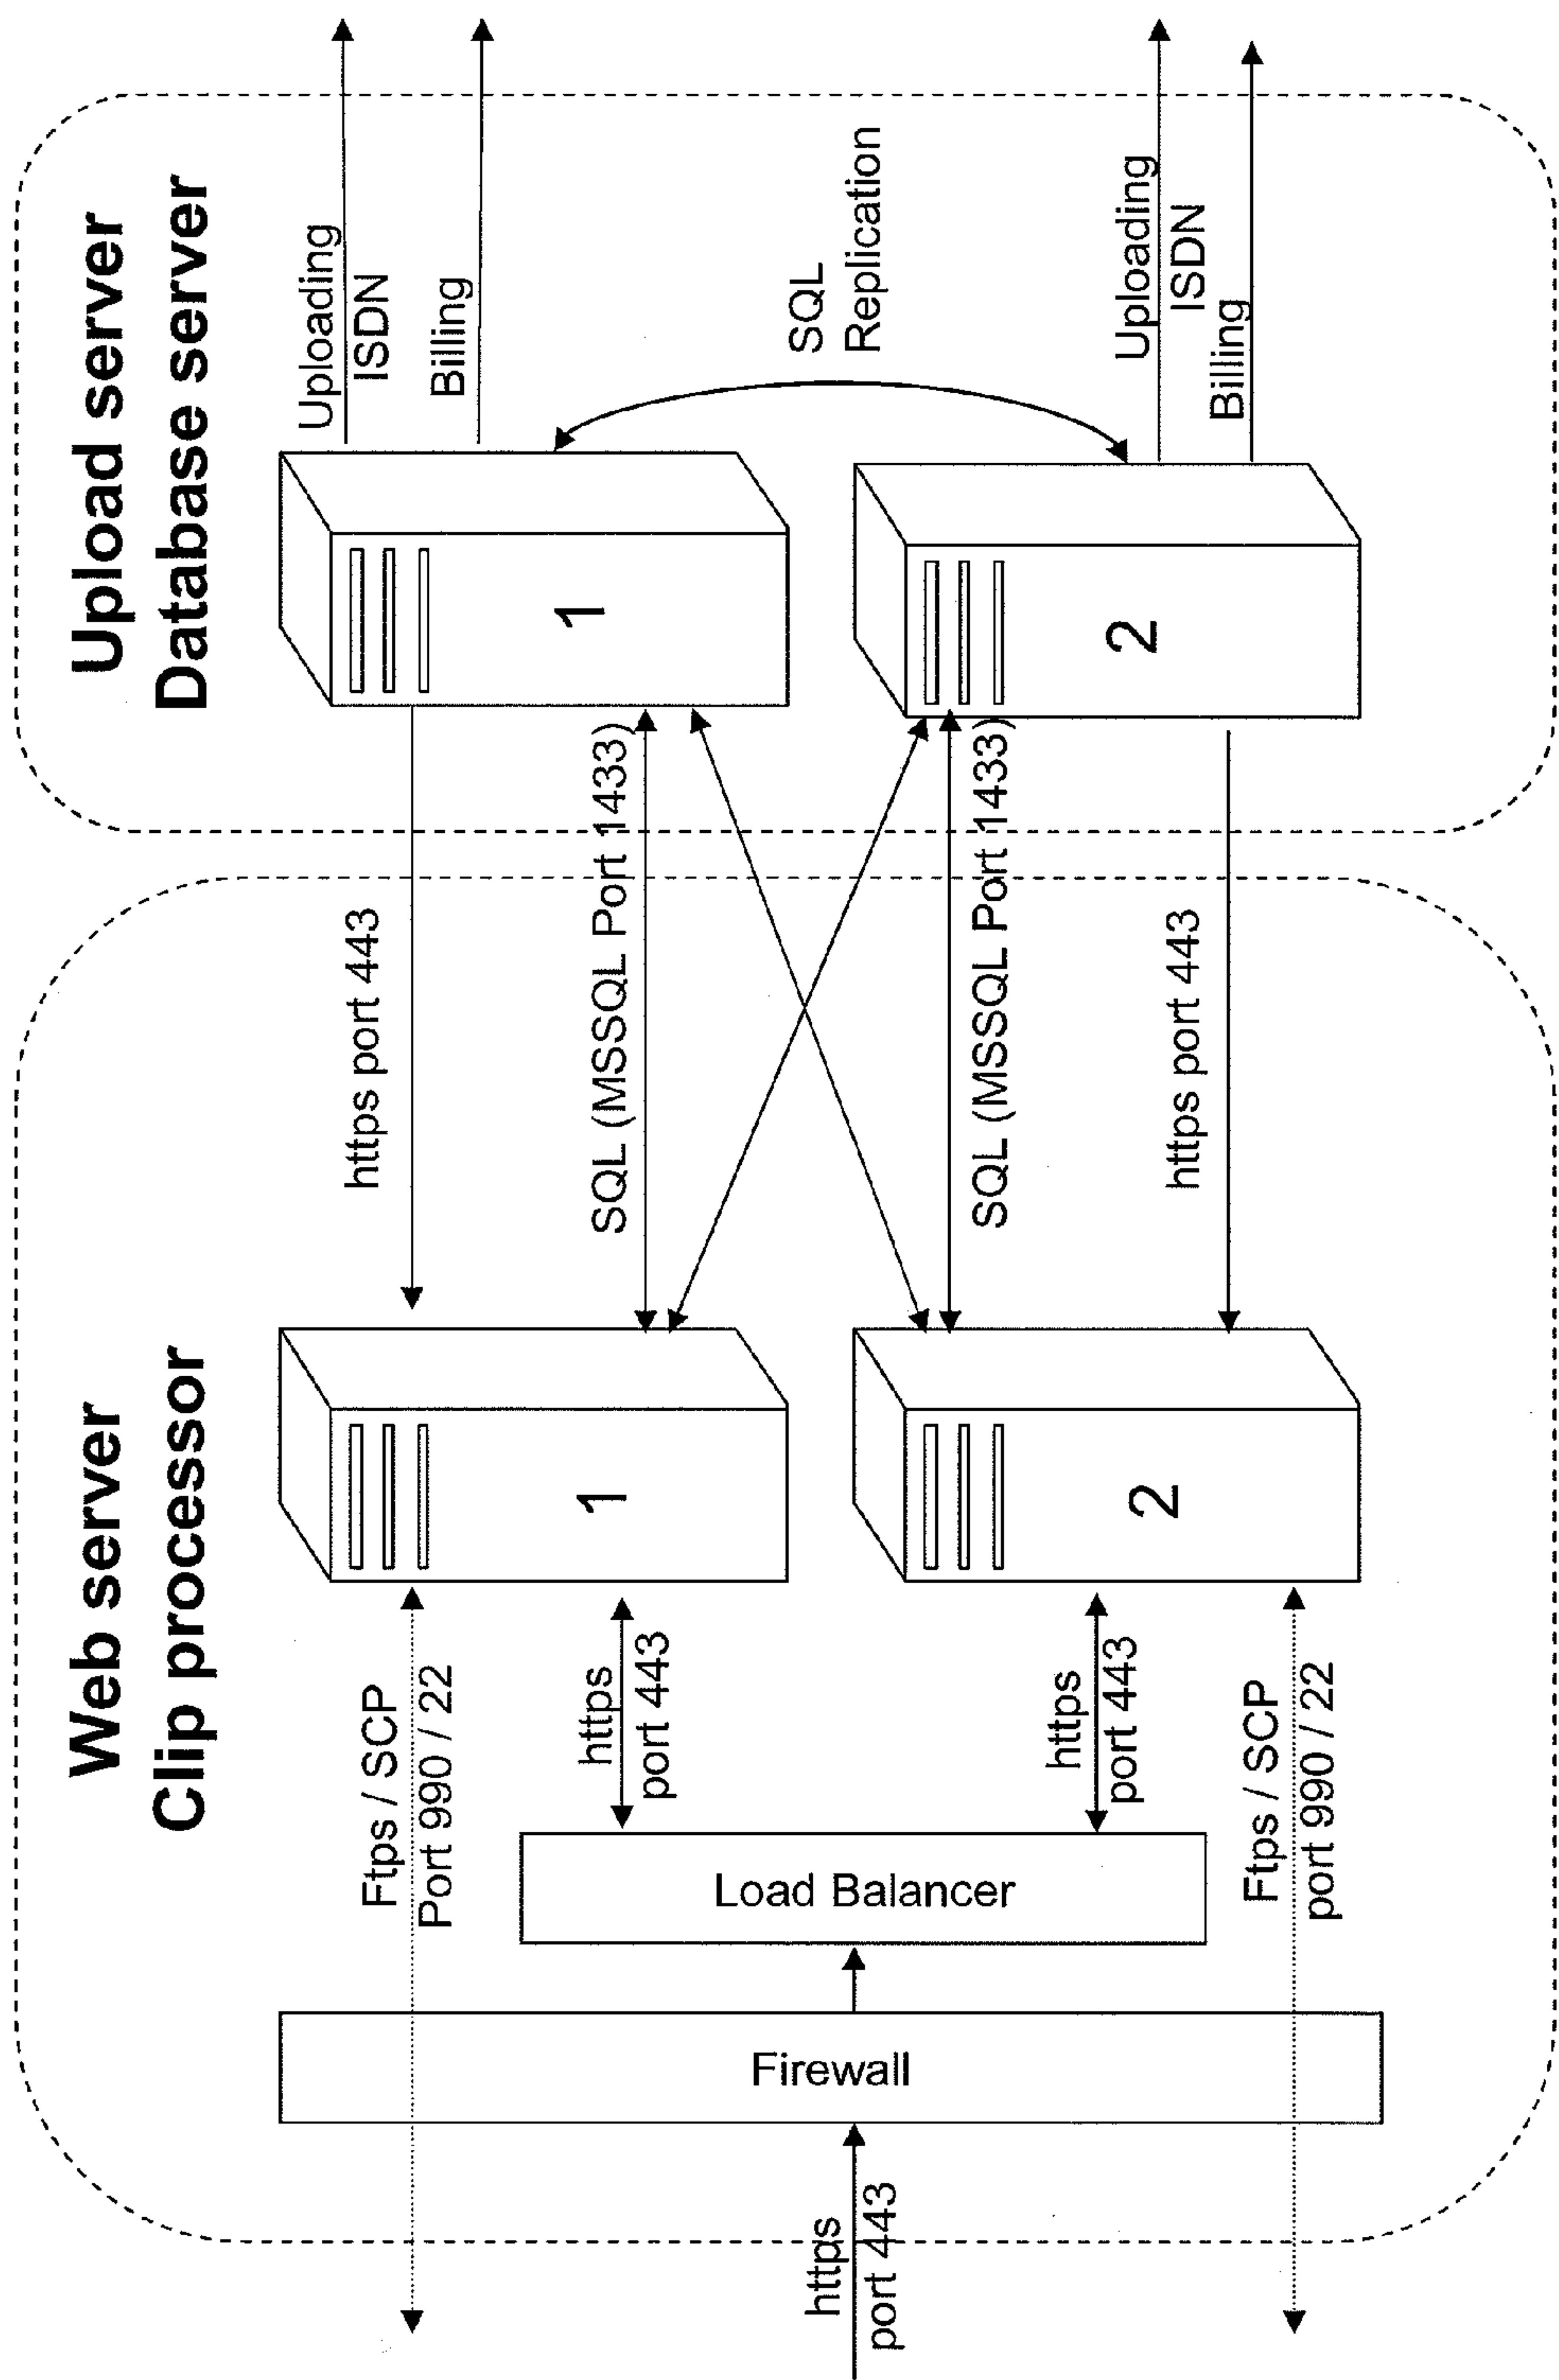 Web server
Clip processor
Upload server
Database server
Ftps / SCP
Port 990 / 22
https port 443
Uploading
ISDN
Billing
https
port 443
1
SQL (MSSQL Port 1433)
1
SQL
Replication
https
port 443
Firewall
Load Balancer
https
port 443
2
SQL (MSSQL Port 1433)
2
Ftps / SCP
port 990 / 22
https port 443
Uploading
ISDN
Billing